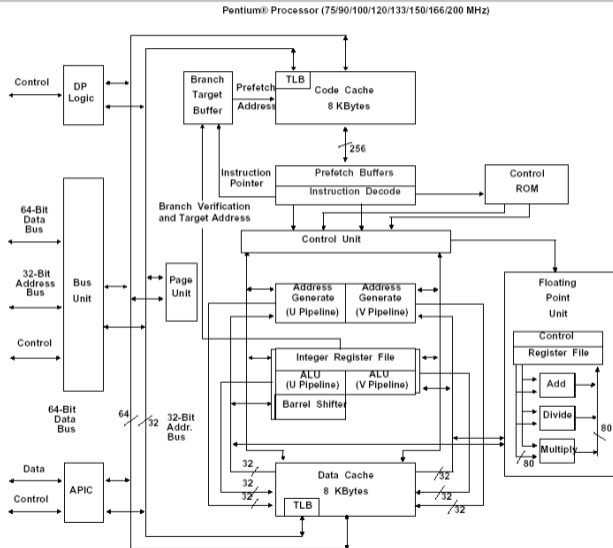 Pentium® Processor (75/90/100/120/133/150/166/200 MHz)
Control
DP
Logic
Branch
Target
Buffer
Prefetch
Address
TLB
Code Cache
8 KBytes
256
Instruction
Pointer
Prefetch Buffers
Instruction Decode
Control
ROM
Branch Verification
and Target Address
Control Unit
64-Bit
Data
Bus
32-Bit
Address
Bus
Control
Bus
Unit
Page
Unit
Address
Generate
(U Pipeline)
Address
Generate
(V Pipeline)
Integer Register File
ALU
(U Pipeline)
ALU
(V Pipeline)
Barrel Shifter
Floating
Point
Unit
Control
Register File
Add
Divide
Multiply
80
80
64-Bit
Data
Bus
64
32
32-Bit
Addr.
Bus
Data
Control
APIC
32
32
32
Data Cache
8 KBytes
TLB
32
32
32